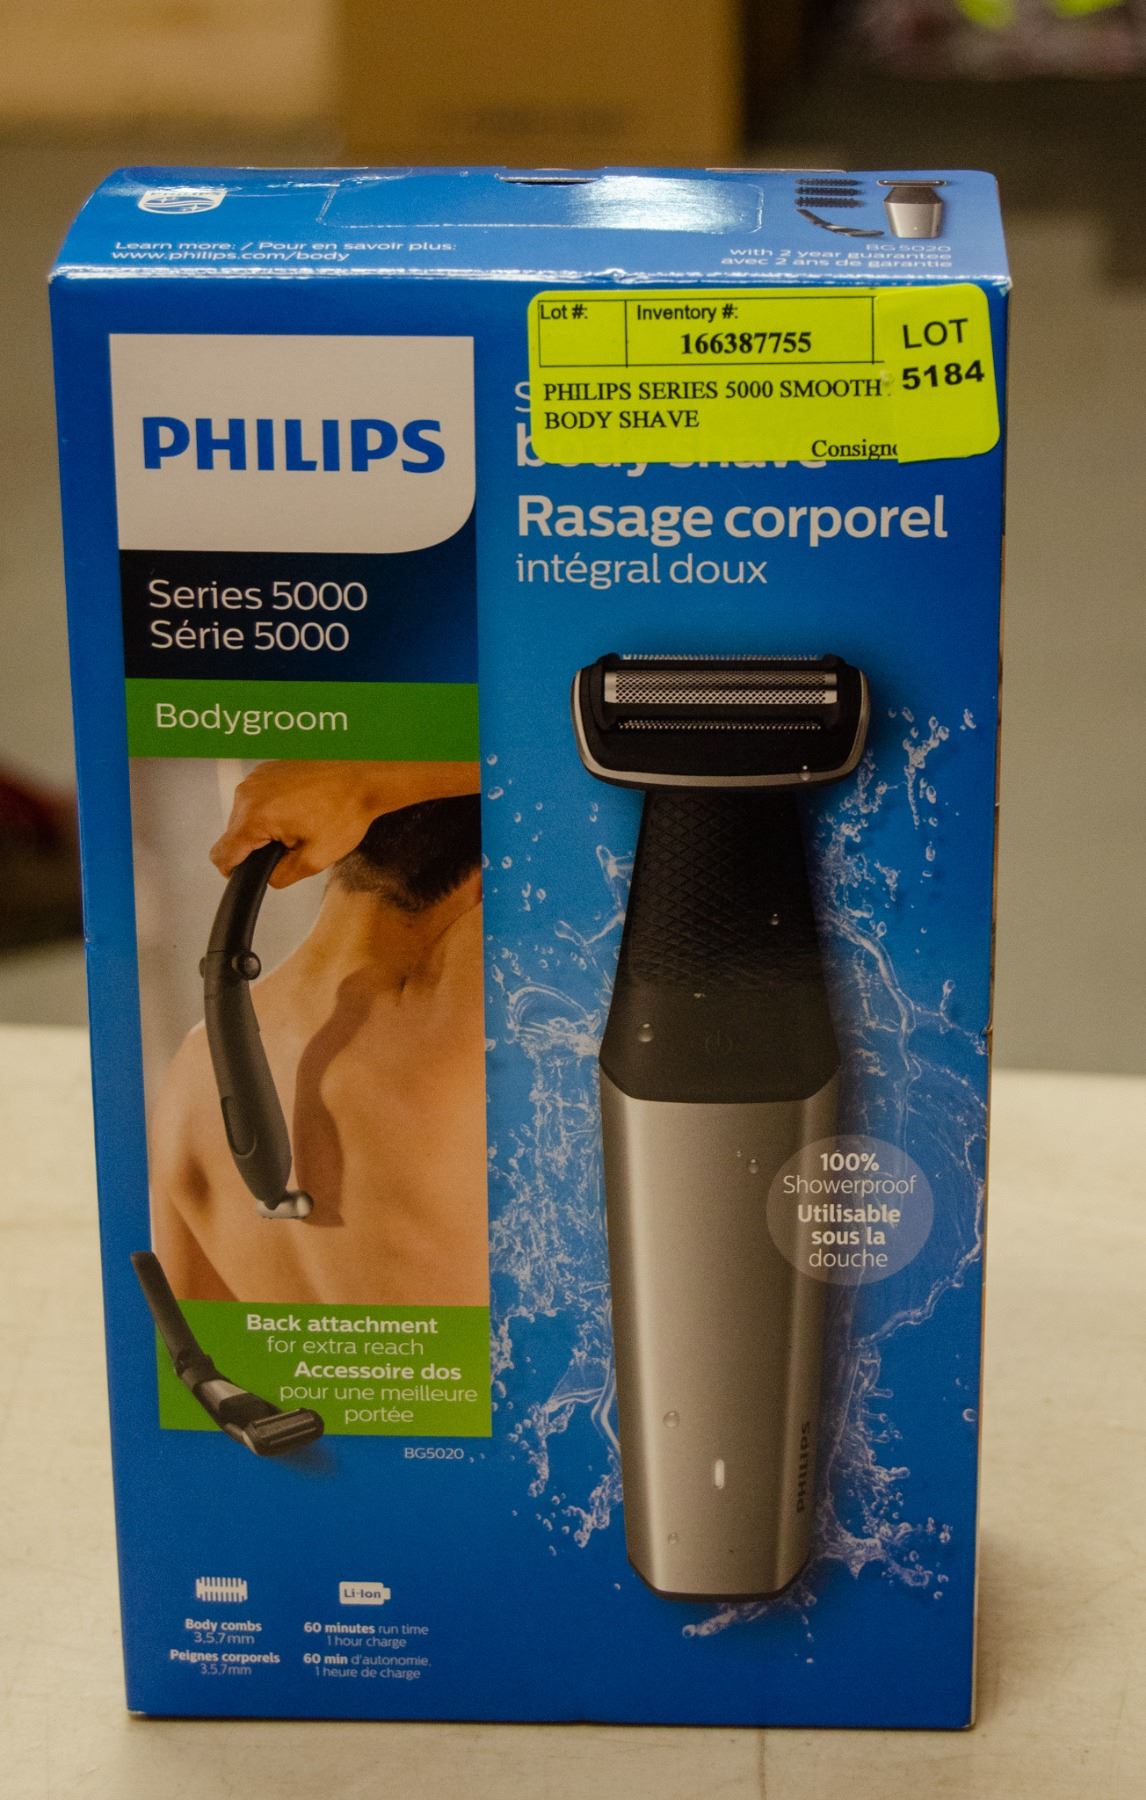 Learn more: / Pour en savoir plus:
www.philips.com/body
BG5020
with 2 year guarantee
avec 2 ans de garantie
Lot #:
Inventory #:
166387755
LOT
5184
PHILIPS SERIES 5000 SMOOTH
BODY SHAVE
Consign
PHILIPS
body shave
Rasage corporel
intégral doux
Series 5000
Série 5000
Bodygroom
100%
Showerproof
Utilisable
sous la
douche
Back attachment
for extra reach
Accessoire dos
pour une meilleure
portée
BG5020
PHILIPS
Li-Ion
Body combs
3,5,7mm
Peignes corporels
3,5,7mm
60 minutes run time
1 hour charge
60 min d'autonomie,
1 heure de charge